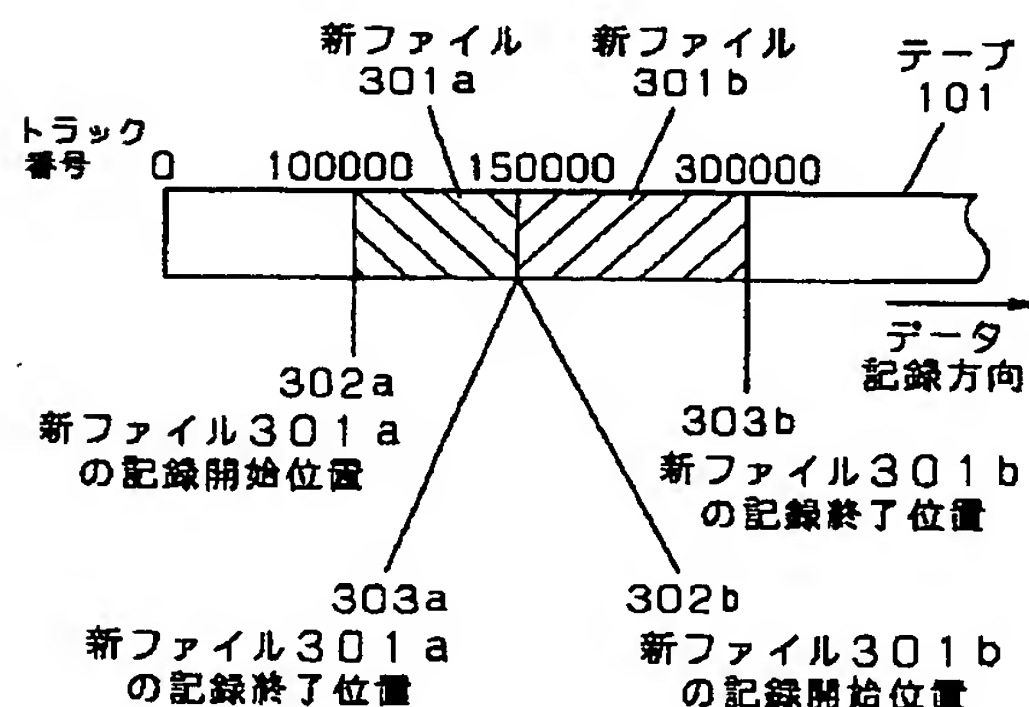 新ファイル
301a
新ファイル
301b
テープ
101
トラック
番号
0 100000 150000 300000
データ
記録方向
302a
新ファイル301a
の記録開始位置
303b
新ファイル301b
の記録終了位置
303a
新ファイル301a
の記録終了位置
302b
新ファイル301b
の記録開始位置